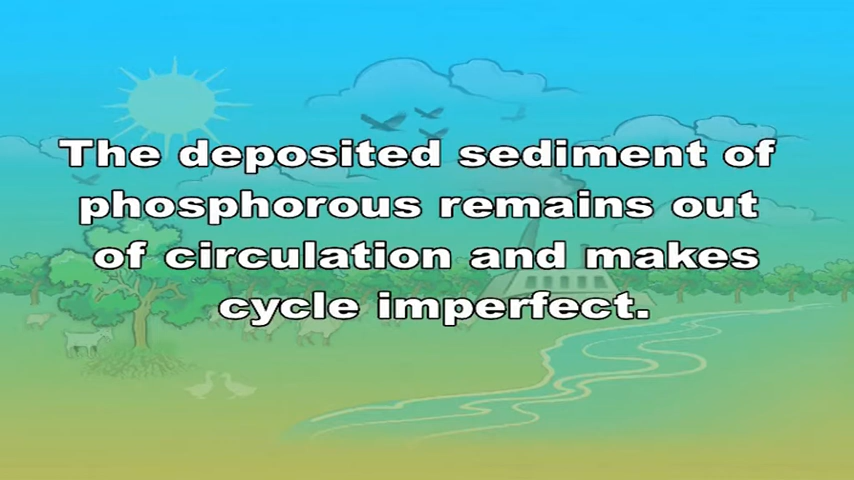 The deposited sediment of
phosphorous remains out
of circulation and makes
cycle imperfect.